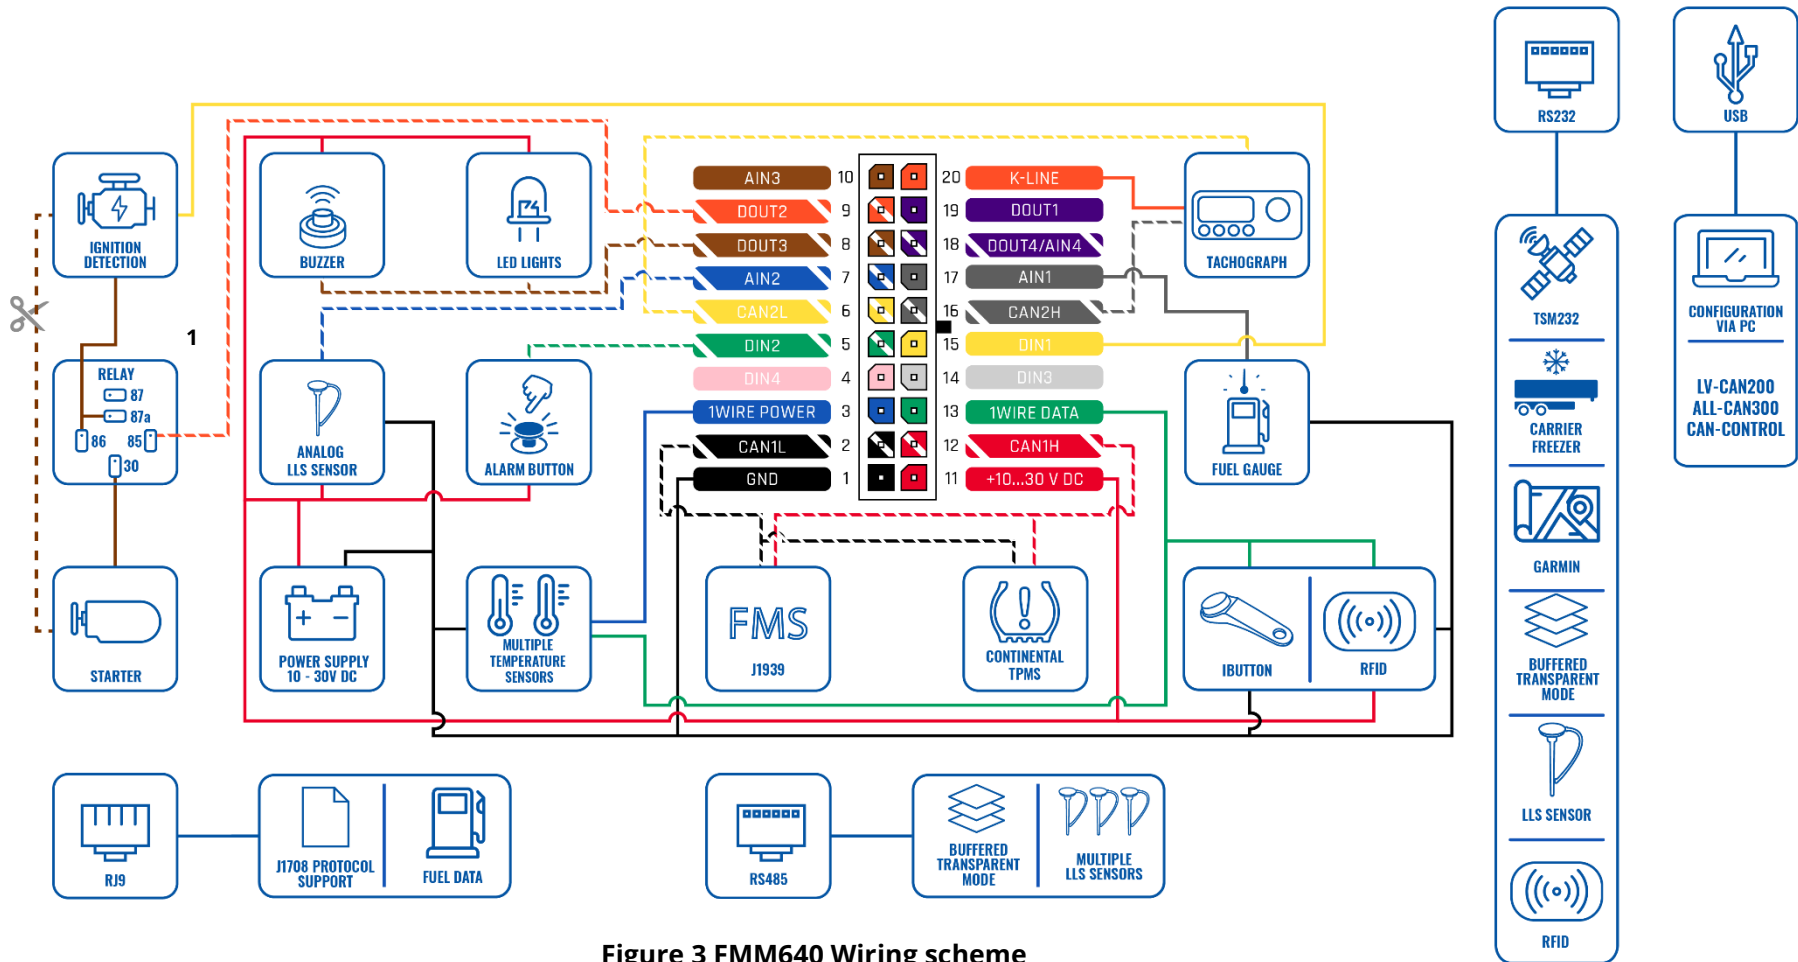 RS232
USB
IGNITION
DETECTION
BUZZER
LED LIGHTS
AIN3 10 20 K-LINE
DOUT2 9 19 DOUT1
DOUT3 8 18 DOUT4/AIN4
AIN2 7 17 AIN1
CAN2L 6 16 CAN2H
DIN2 5 15 DIN1
DIN4 4 14 DIN3
1WIRE POWER 3 13 1WIRE DATA
CAN1L 2 12 CAN1H
GND 1 11 +10...30 V DC
TACHOGRAPH
1
RELAY
87
87a
86 85
30
ANALOG
LLS SENSOR
ALARM BUTTON
FUEL GAUGE
STARTER
POWER SUPPLY
10 - 30V DC
MULTIPLE
TEMPERATURE
SENSORS
FMS
J1939
CONTINENTAL
TPMS
IBUTTON
RFID
TSM232
CARRIER
FREEZER
GARMIN
BUFFERED
TRANSPARENT
MODE
LLS SENSOR
RFID
CONFIGURATION
VIA PC
LV-CAN200
ALL-CAN300
CAN-CONTROL
RJ9
J1708 PROTOCOL
SUPPORT
FUEL DATA
RS485
BUFFERED
TRANSPARENT
MODE
MULTIPLE
LLS SENSORS
Figure 3 FMM640 Wiring scheme